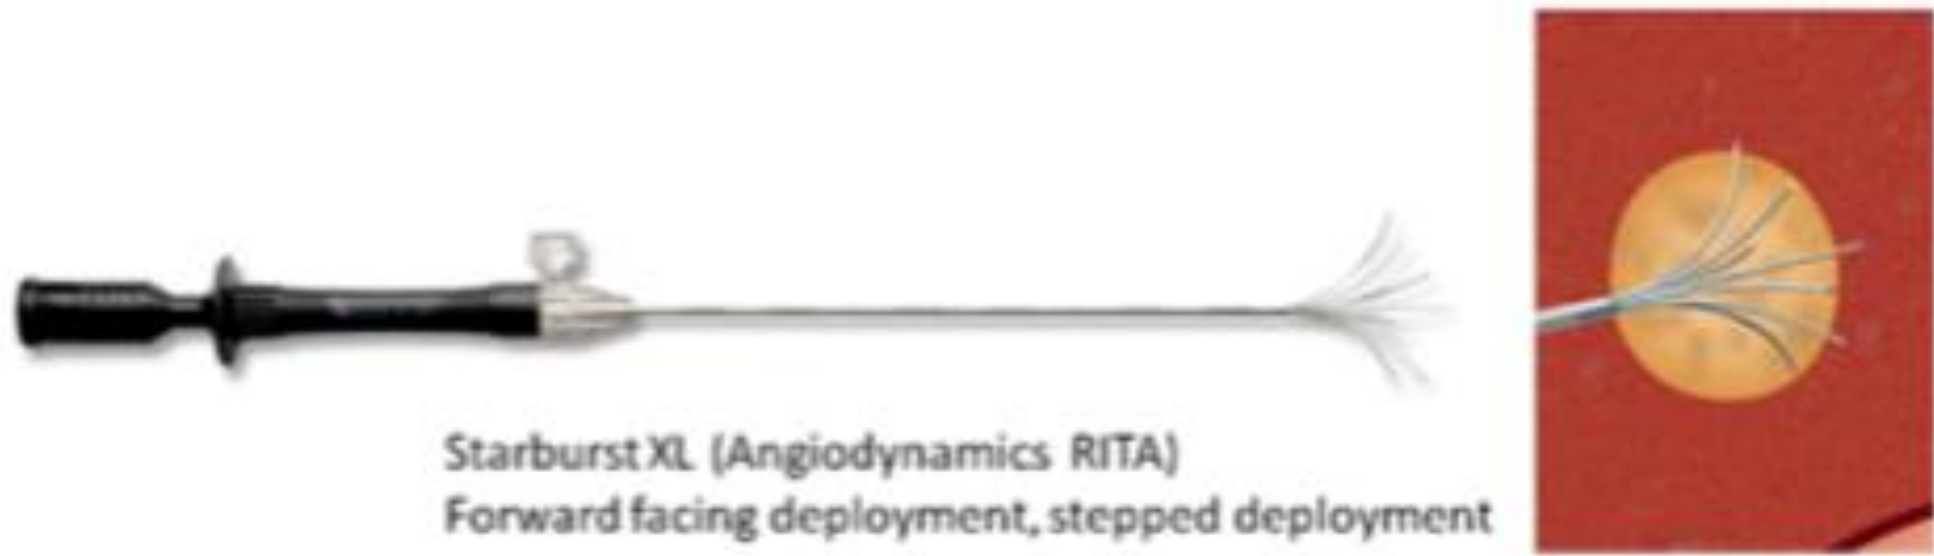 Starburst XL (Angiodynamics RITA)
Forward facing deployment, stepped deployment